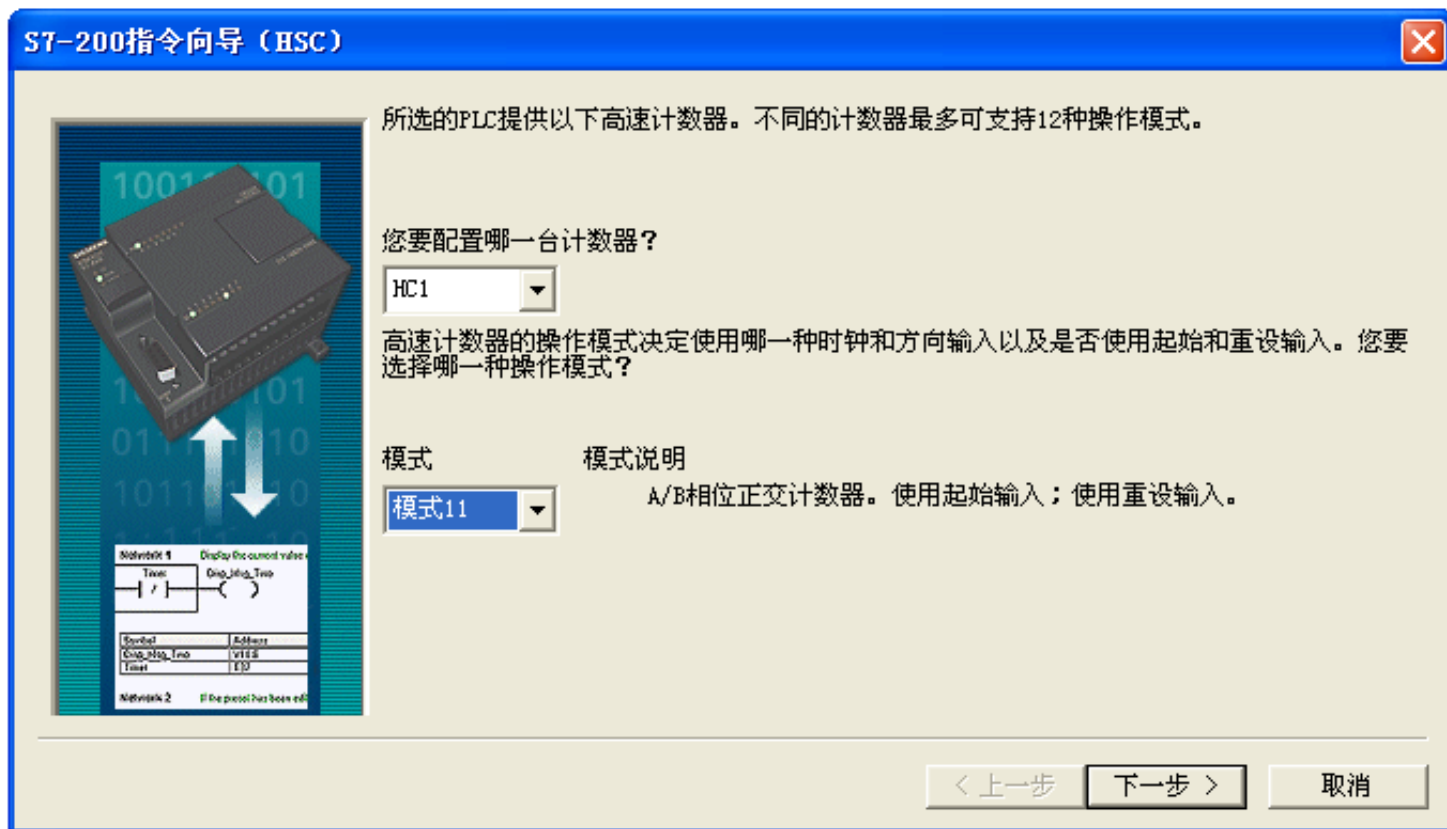 S7-200指令向导（HSC）
所选的PLC提供以下高速计数器。不同的计数器最多可支持12种操作模式。
您要配置哪一台计数器？
HC1
高速计数器的操作模式决定使用哪一种时钟和方向输入以及是否使用起始和重设输入。您要
选择哪一种操作模式？
模式 模式说明
模式11 A/B相位正交计数器。使用起始输入；使用重设输入。
SIEMENS
Network 1
Symbol Address
Network 2
< 上一步 下一步 > 取消